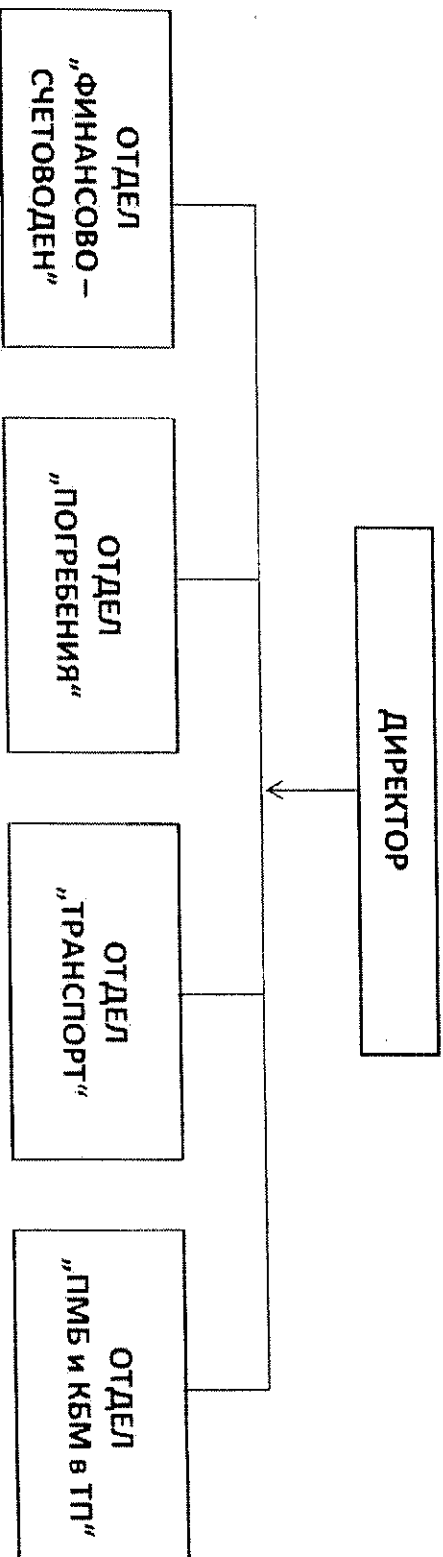 ДИРЕКТОР
ОТДЕЛ
„ФИНАНСОВО –
СЧЕТОВОДЕН“
ОТДЕЛ
„ПОГРЕБЕНИЯ“
ОТДЕЛ
„ТРАНСПОРТ“
ОТДЕЛ
„ПМБ и КБМ в ТП“